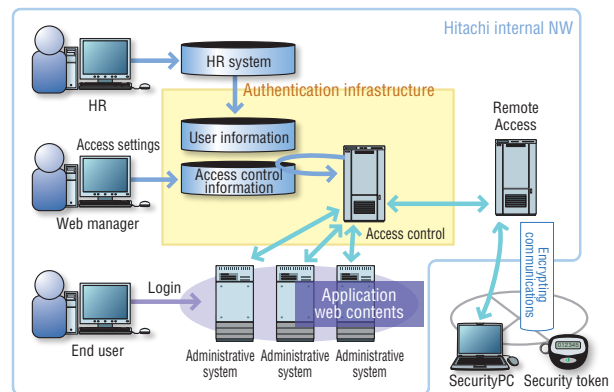 Hitachi internal NW
HR system
HR
Authentication infrastructure
Remote
Access
User information
Access settings
Access control
information
Web manager
Access control
Encrypting
communications
Login
Application
web contents
End user
Administrative
system
Administrative
system
Administrative
system
012345
SecurityPC
Security token